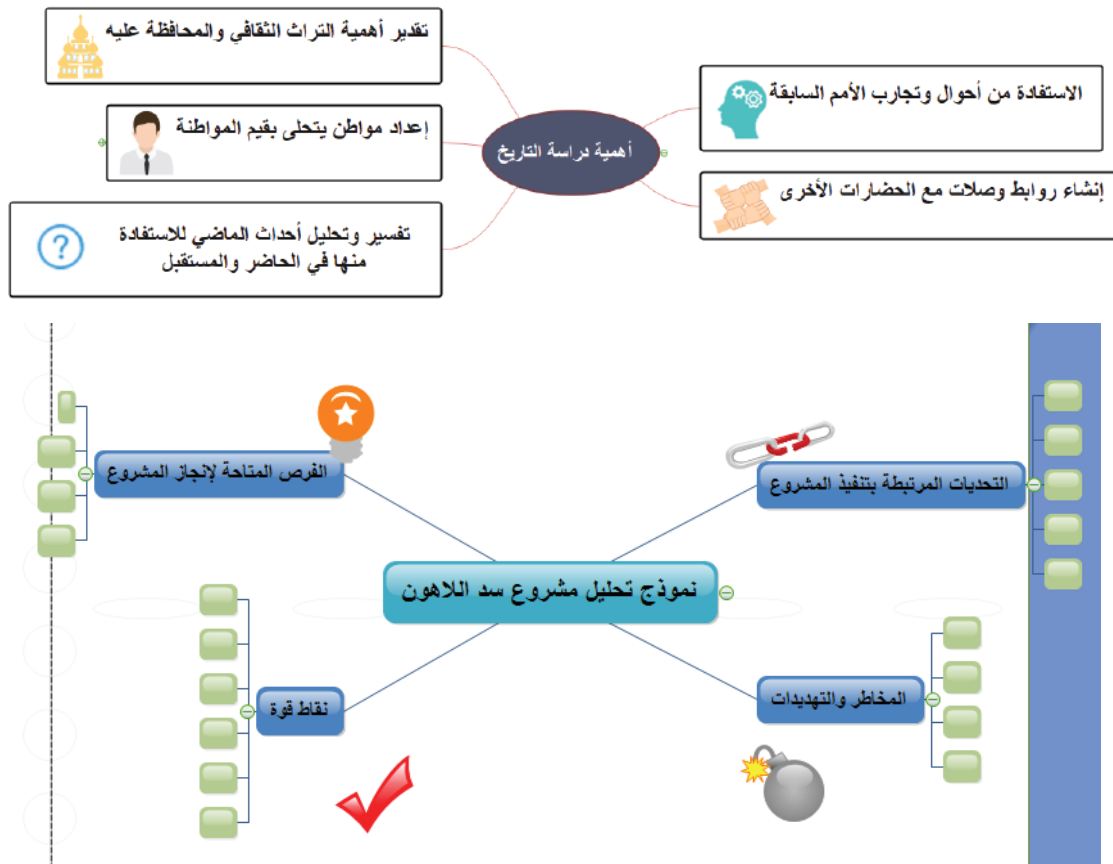 أهمية دراسة التاريخ
الاستفادة من أحوال وتجارب الأمم السابقة
إنشاء روابط وصلات مع الحضارات الأخرى
تقدير أهمية التراث الثقافي والمحافظة عليه
إعداد مواطن يتحلى بقيم المواطنة
تفسير وتحليل أحداث الماضي للاستفادة
منها في الحاضر والمستقبل
?
نموذج تحليل مشروع سد اللاهون
التحديات المرتبطة بتنفيذ المشروع
الفرص المتاحة لإنجاز المشروع
المخاطر والتهديدات
نقاط قوة